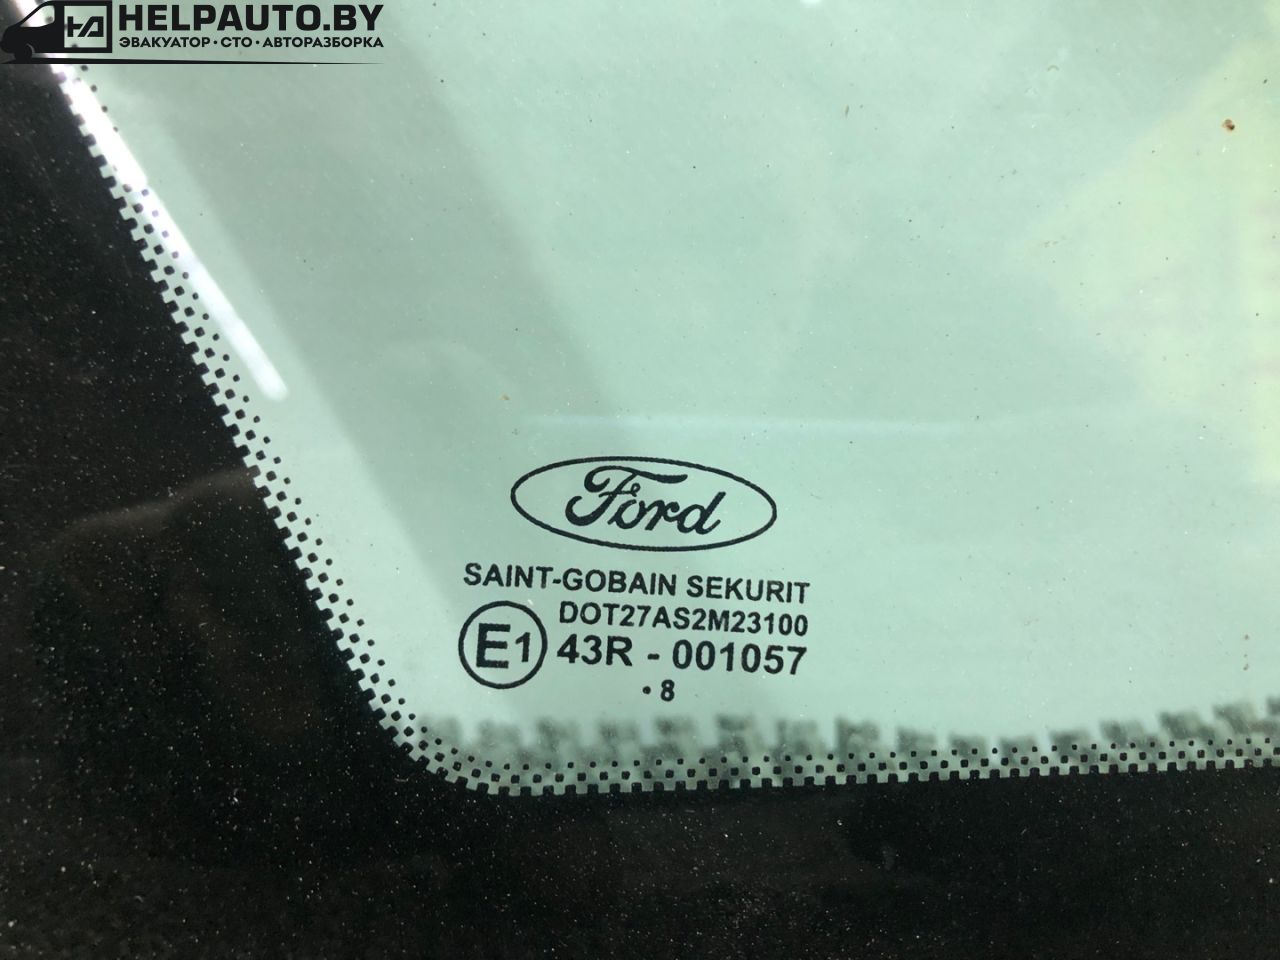 HELPAUTO.BY
ЭВАКУАТОР · СТО · АВТОРАЗБОРКА
Ford
SAINT-GOBAIN SEKURIT
DOT27AS2M23100
E1 43R - 001057
· 8